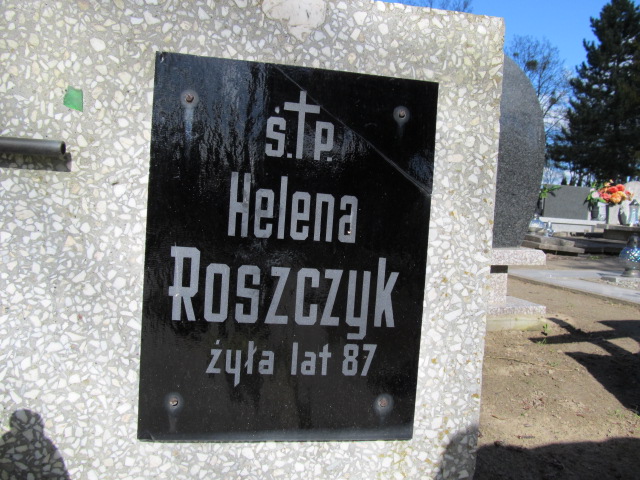 ś.†p.
Helena
Roszczyk
żyła lat 87